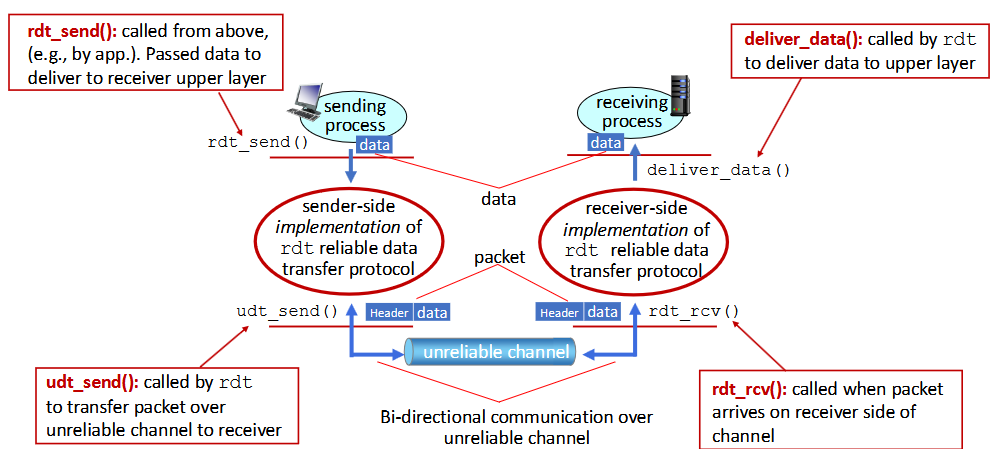 rdt_send(): called from above,
(e.g., by app.). Passed data to
deliver to receiver upper layer
deliver_data(): called by rdt
to deliver data to upper layer
sending
process
receiving
process
rdt_send()
data
data
deliver_data()
data
sender-side
implementation of
rdt reliable data
transfer protocol
receiver-side
implementation of
rdt reliable data
transfer protocol
packet
udt_send()
Header data
Header data
rdt_rcv()
unreliable channel
udt_send(): called by rdt
to transfer packet over
unreliable channel to receiver
rdt_rcv(): called when packet
arrives on receiver side of
channel
Bi-directional communication over
unreliable channel